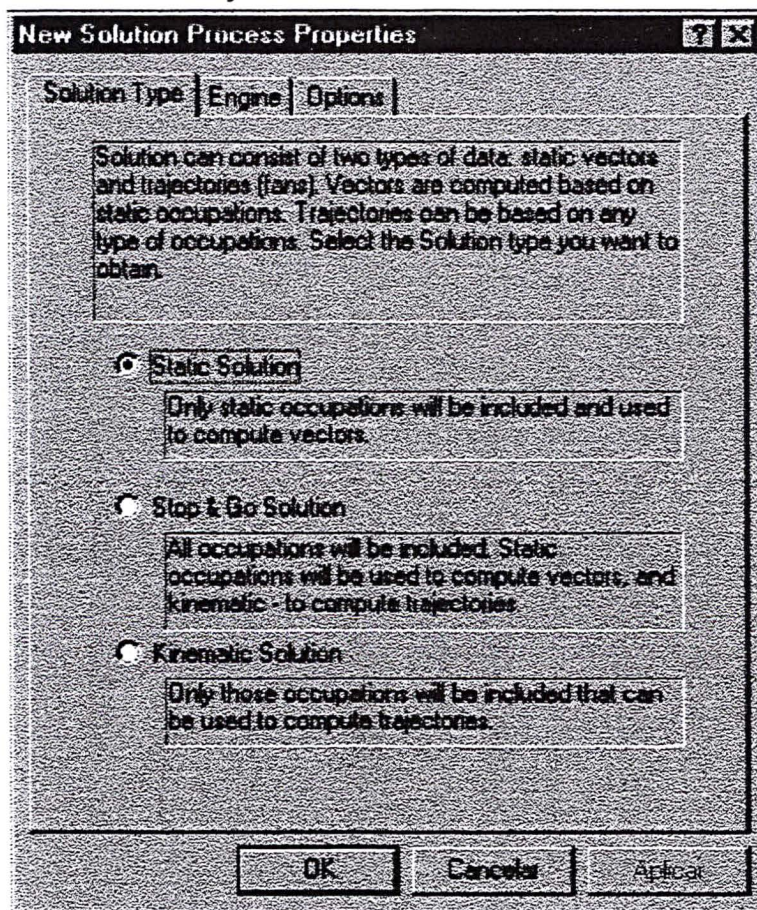 New Solution Process Properties
Solution Type Engine Options
Solution can consist of two types of data: static vectors
and trajectories (fans). Vectors are computed based on
static occupations. Trajectories can be based on any
type of occupations. Select the Solution type you want to
obtain.
Static Solution
Only static occupations will be included and used
to compute vectors.
Stop & Go Solution
All occupations will be included. Static
occupations will be used to compute vectors, and
kinematic - to compute trajectories
Kinematic Solution
Only those occupations will be included that can
be used to compute trajectories.
OK Cancelar Aplicar